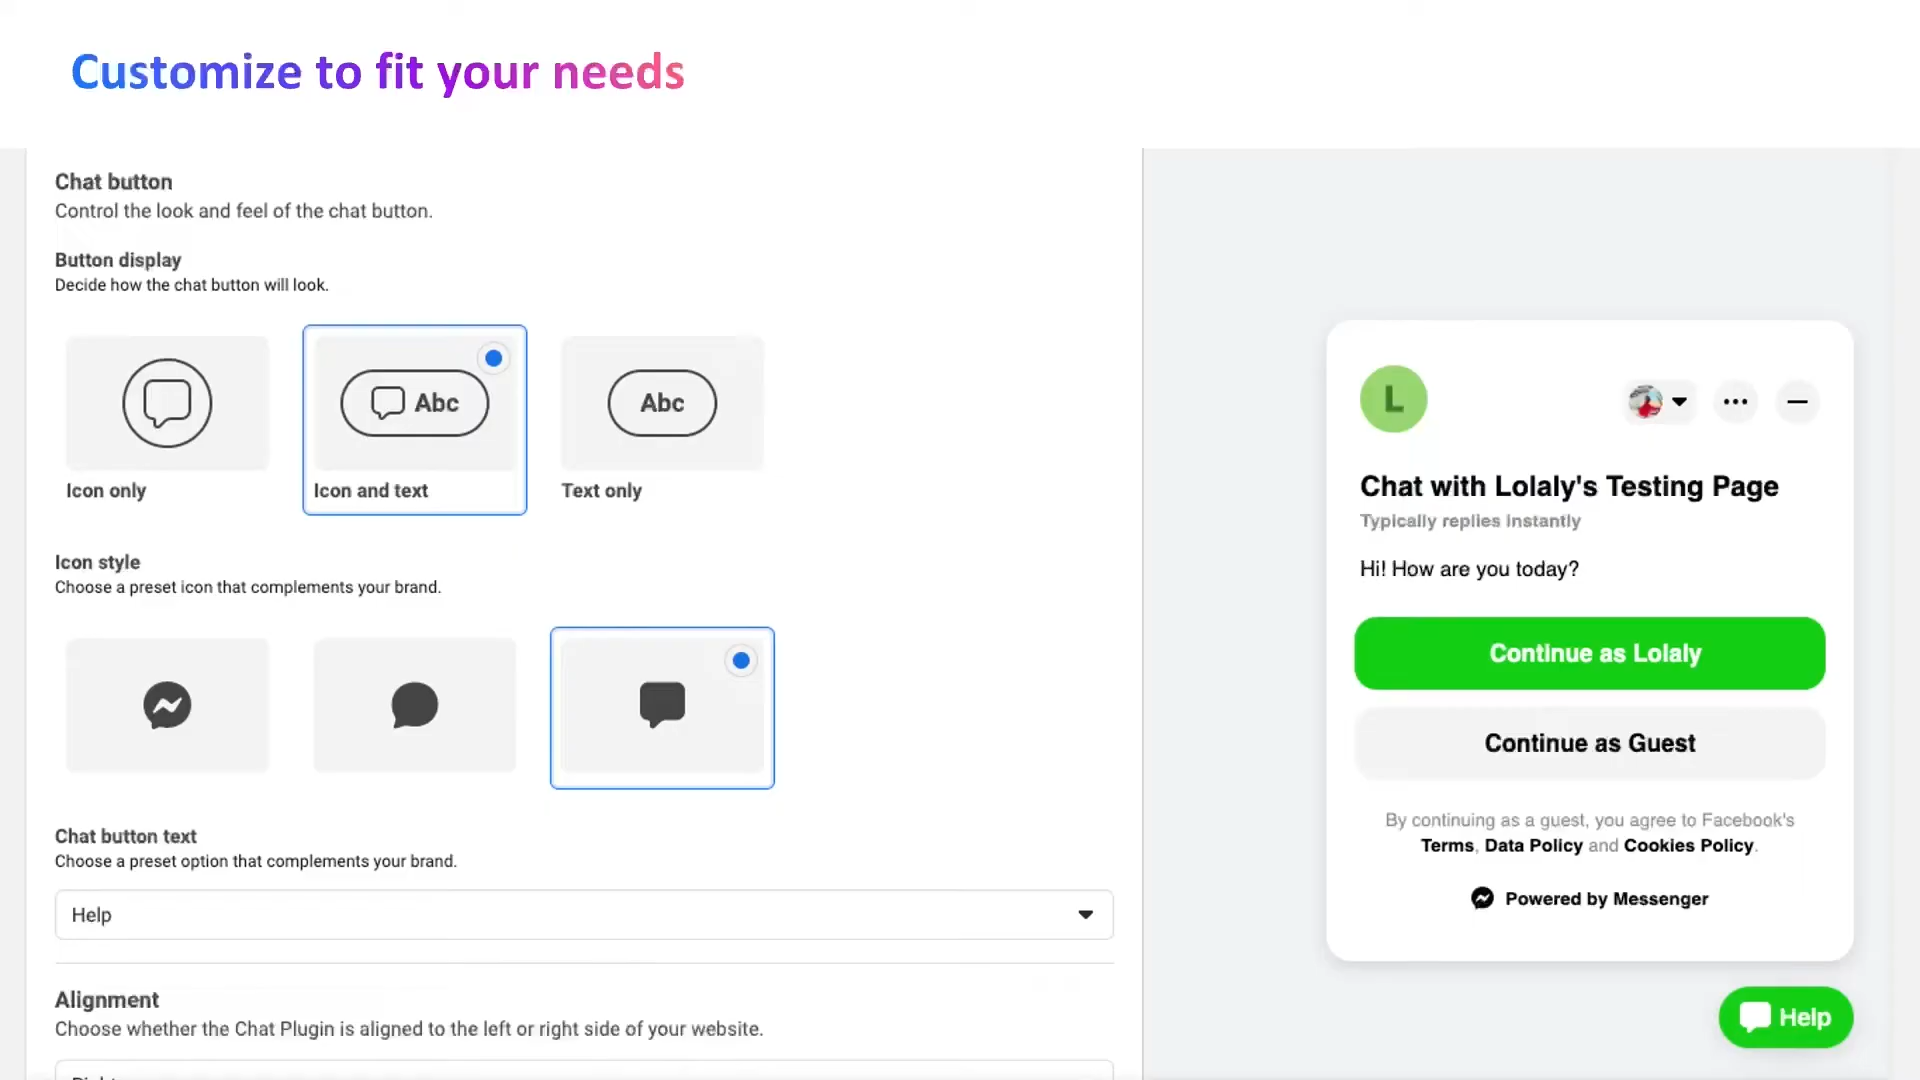 Customize to fit your needs
Chat button
Control the look and feel of the chat button.
Button display
Decide how the chat button will look.
Abc
Abc
Icon only
Icon and text
Text only
Icon style
Choose a preset icon that complements your brand.
Chat button text
Choose a preset option that complements your brand.
Help
Alignment
Choose whether the Chat Plugin is aligned to the left or right side of your website.
L
Chat with Lolaly's Testing Page
Typically replies instantly
Hi! How are you today?
Continue as Lolaly
Continue as Guest
By continuing as a guest, you agree to Facebook's
Terms, Data Policy and Cookies Policy.
Powered by Messenger
Help